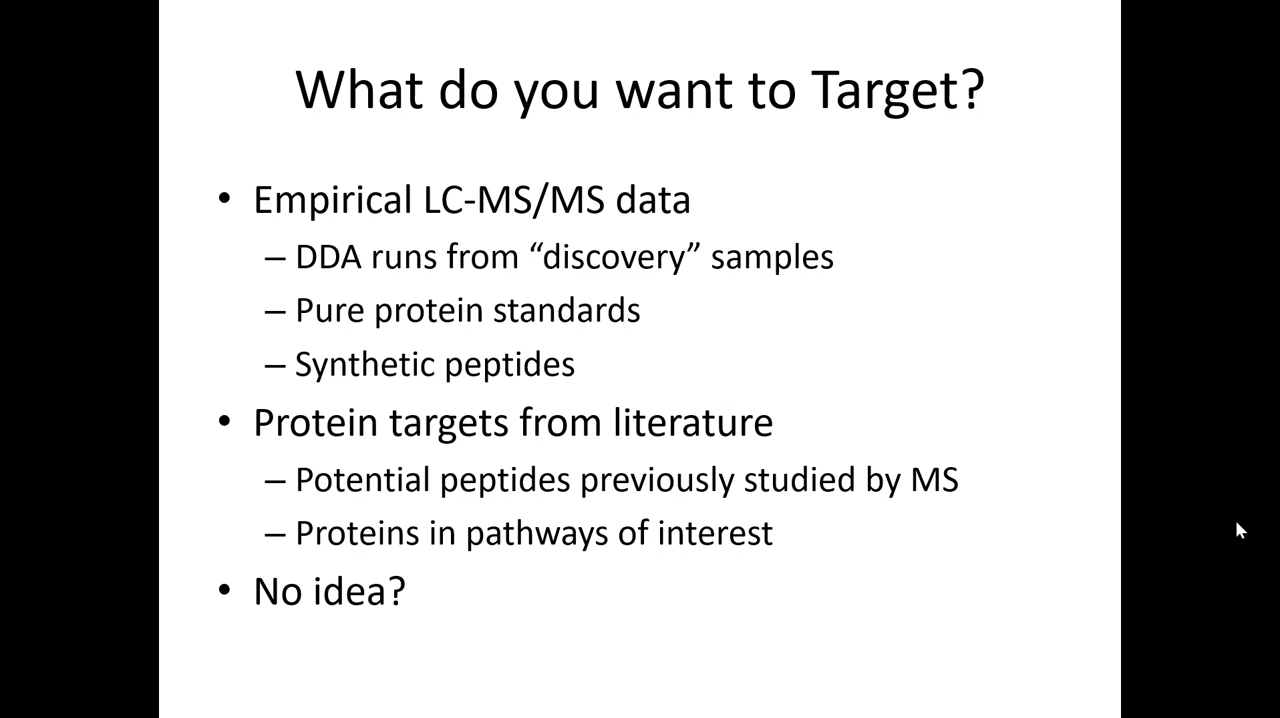 What do you want to Target?
• Empirical LC-MS/MS data
– DDA runs from “discovery” samples
– Pure protein standards
– Synthetic peptides
• Protein targets from literature
– Potential peptides previously studied by MS
– Proteins in pathways of interest
• No idea?